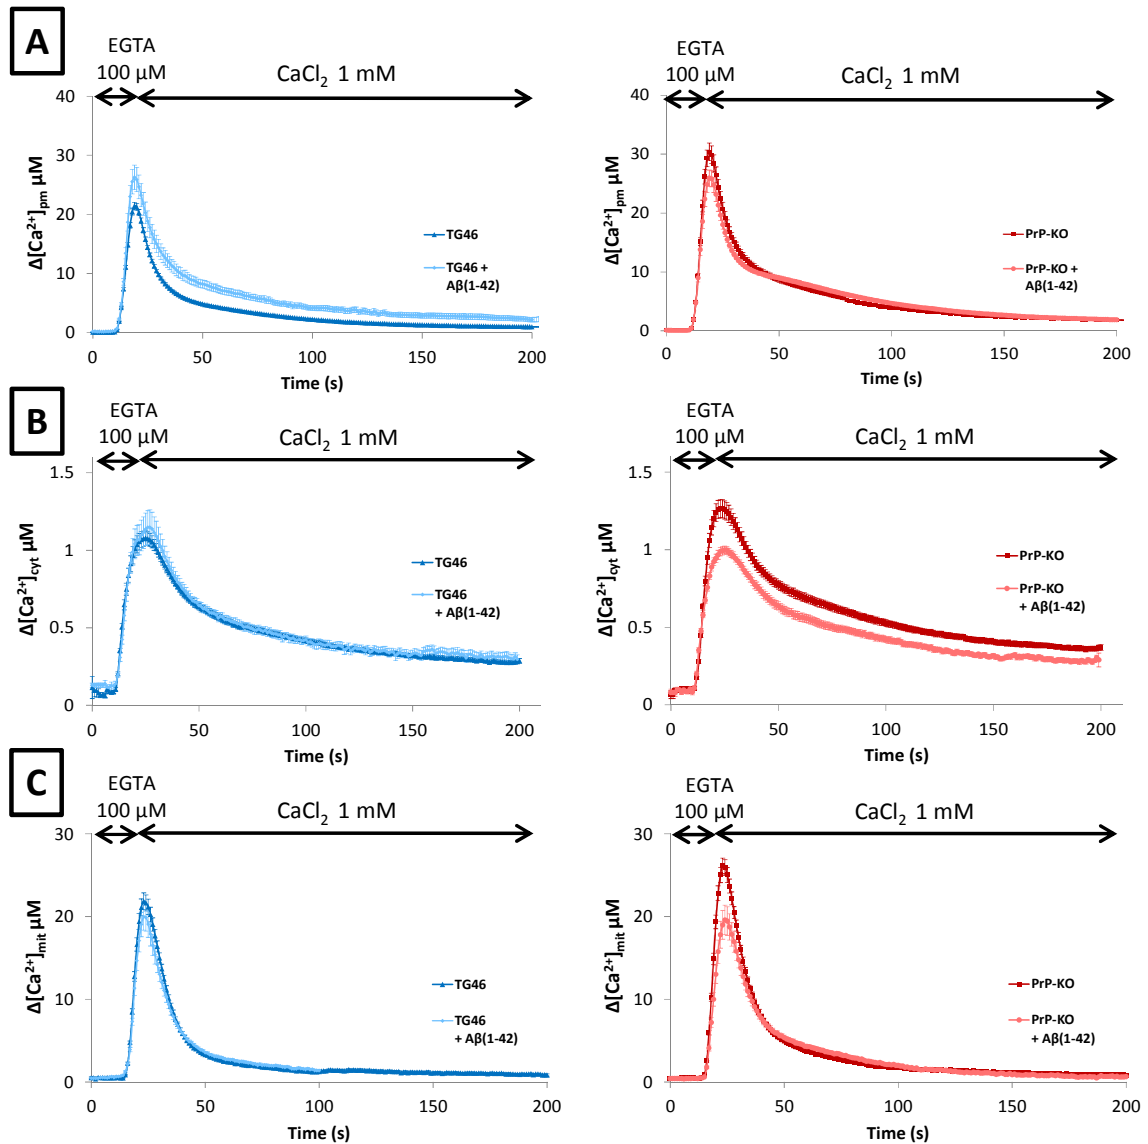 A
EGTA
100 µM
CaCl₂ 1 mM
Δ[Ca²⁺]pm µM
40
30
20
10
0
0 50 100 150 200
Time (s)
TG46
TG46 +
Aβ(1-42)
EGTA
100 µM
CaCl₂ 1 mM
Δ[Ca²⁺]pm µM
40
30
20
10
0
0 50 100 150 200
Time (s)
PrP-KO
PrP-KO +
Aβ(1-42)
B
EGTA
100 µM
CaCl₂ 1 mM
Δ[Ca²⁺]cyt µM
1.5
1
0.5
0
0 50 100 150 200
Time (s)
TG46
TG46
+ Aβ(1-42)
EGTA
100 µM
CaCl₂ 1 mM
Δ[Ca²⁺]cyt µM
1.5
1
0.5
0
0 50 100 150 200
Time (s)
PrP-KO
PrP-KO
+ Aβ(1-42)
C
EGTA
100 µM
CaCl₂ 1 mM
Δ[Ca²⁺]mit µM
30
20
10
0
0 50 100 150 200
Time (s)
TG46
TG46
+ Aβ(1-42)
EGTA
100 µM
CaCl₂ 1 mM
Δ[Ca²⁺]mit µM
30
20
10
0
0 50 100 150 200
Time (s)
PrP-KO
PrP-KO
+ Aβ(1-42)